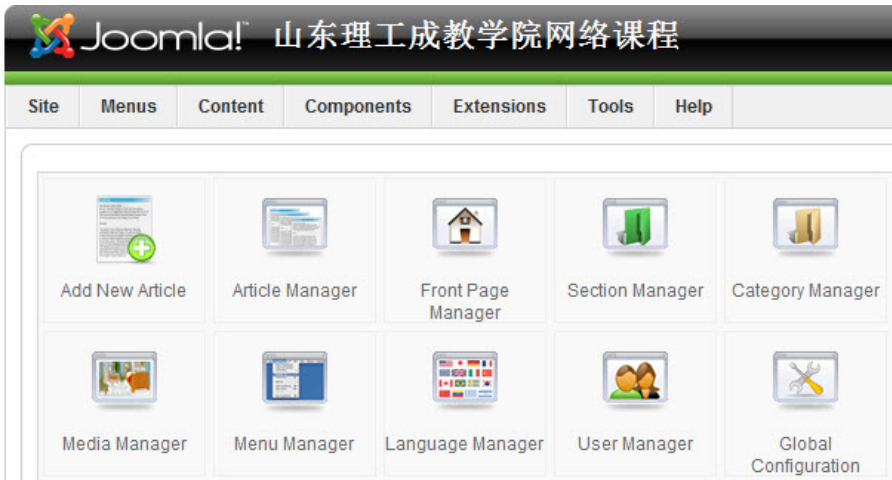 Joomla! 山东理工成教学院网络课程
Site Menus Content Components Extensions Tools Help
Add New Article Article Manager Front Page Manager Section Manager Category Manager
Media Manager Menu Manager Language Manager User Manager Global Configuration